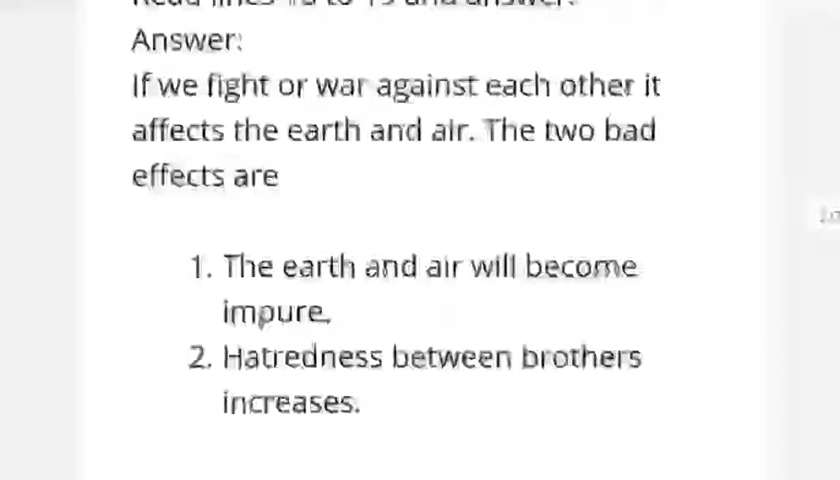 Answer:
If we fight or war against each other it
affects the earth and air. The two bad
effects are
1. The earth and air will become
impure.
2. Hatredness between brothers
increases.